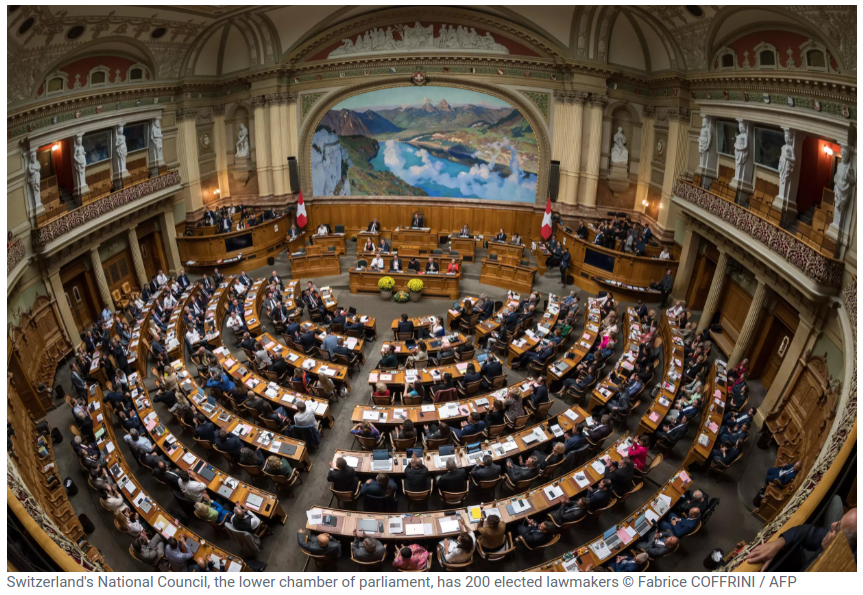 Switzerland's National Council, the lower chamber of parliament, has 200 elected lawmakers © Fabrice COFFRINI / AFP